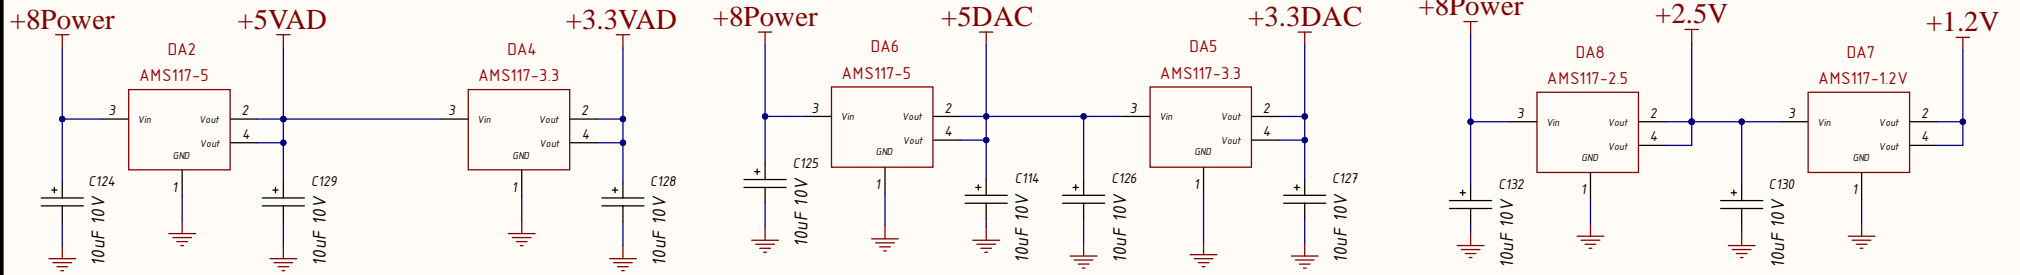 +8Power
+5VAD
+3.3VAD
DA2
AMS117-5
DA4
AMS117-3.3
3
Vin
Vout
2
Vout
4
GND
1
3
Vin
Vout
2
Vout
4
GND
1
+
C124
10uF 10V
+
C129
10uF 10V
+
C128
10uF 10V
+8Power
+5DAC
+3.3DAC
DA6
AMS117-5
DA5
AMS117-3.3
3
Vin
Vout
2
Vout
4
GND
1
3
Vin
Vout
2
Vout
4
GND
1
+
C125
10uF 10V
+
C114
10uF 10V
+
C126
10uF 10V
+
C127
10uF 10V
+8Power
+2.5V
+1.2V
DA8
AMS117-2.5
DA7
AMS117-1.2V
3
Vin
Vout
2
Vout
4
GND
1
3
Vin
Vout
2
Vout
4
GND
1
+
C132
10uF 10V
+
C130
10uF 10V